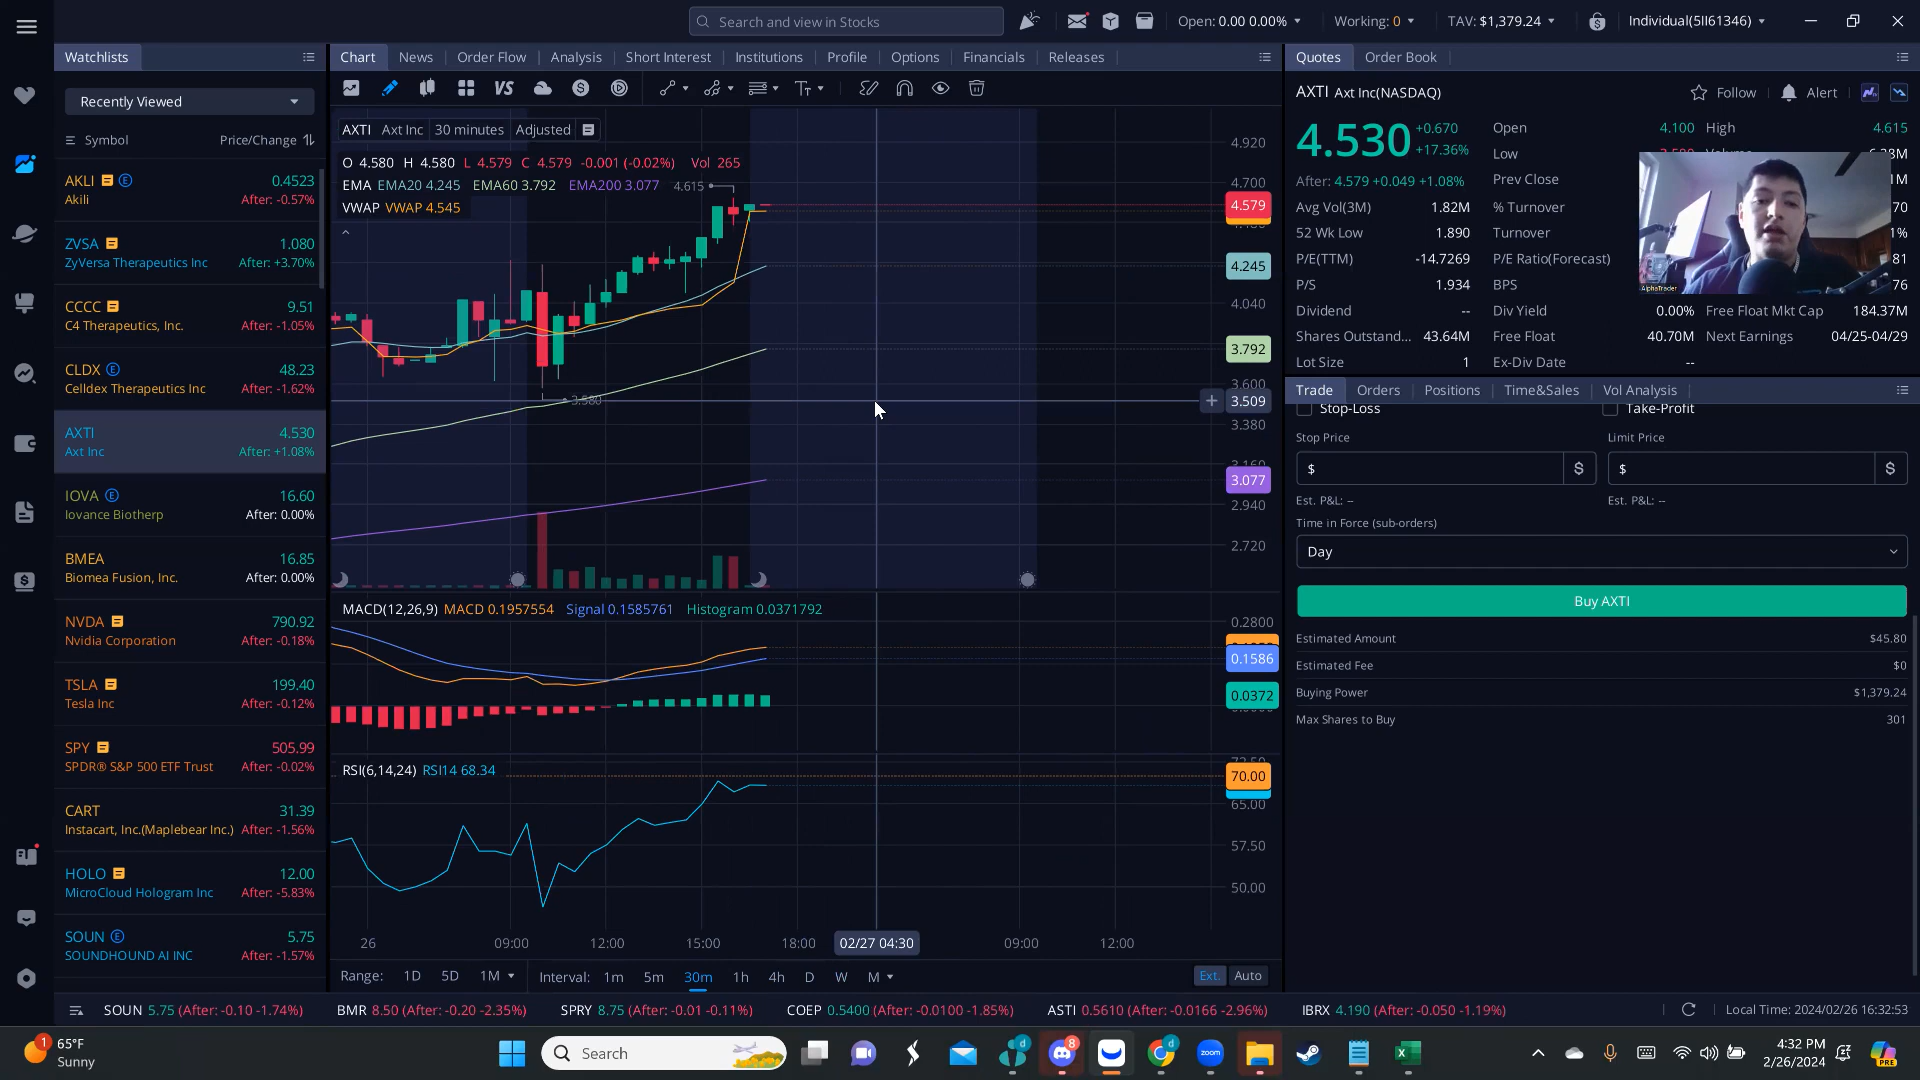 Search and view in Stocks
Open: 0.00 0.00%
Working: 0
TAV: $1,379.24
Individual(5II61346)
Watchlists
Recently Viewed
Symbol
Price/Change
AKLI
0.4523
Akili
After: -0.57%
ZVSA
1.080
ZyVersa Therapeutics Inc
After: +3.70%
CCCC
9.51
C4 Therapeutics, Inc.
After: -1.05%
CLDX
48.23
Celldex Therapeutics Inc
After: -1.62%
AXTI
4.530
Axt Inc
After: +1.08%
IOVA
16.60
Iovance Biotherp
After: 0.00%
BMEA
16.85
Biomea Fusion, Inc.
After: 0.00%
NVDA
790.92
Nvidia Corporation
After: -0.18%
TSLA
199.40
Tesla Inc
After: -0.12%
SPY
505.99
SPDR® S&P 500 ETF Trust
After: -0.02%
CART
31.39
Instacart, Inc.(Maplebear Inc.)
After: -1.56%
HOLO
12.00
MicroCloud Hologram Inc
After: -5.83%
SOUN
5.75
SOUNDHOUND AI INC
After: -1.57%
Chart News Order Flow Analysis Short Interest Institutions Profile Options Financials Releases
VS
AXTI Axt Inc 30 minutes Adjusted
O 4.580 H 4.580 L 4.579 C 4.579 -0.001 (-0.02%) Vol 265
EMA EMA20 4.245 EMA60 3.792 EMA200 3.077
4.615
VWAP VWAP 4.545
3.580
4.920
4.700
4.579
4.245
4.040
3.792
3.600
3.509
3.380
3.077
2.940
2.720
MACD(12,26,9) MACD 0.1957554 Signal 0.1585761 Histogram 0.0371792
0.2800
0.1586
0.0372
RSI(6,14,24) RSI14 68.34
70.00
65.00
57.50
50.00
26 09:00 12:00 15:00 18:00 02/27 04:30 09:00 12:00
Range: 1D 5D 1M
Interval: 1m 5m 30m 1h 4h D W M
Ext. Auto
Quotes Order Book
AXTI Axt Inc(NASDAQ)
Follow
Alert
4.530
+0.670
+17.36%
After: 4.579 +0.049 +1.08%
Open 4.100
High 4.615
Low
Prev Close
Avg Vol(3M) 1.82M
% Turnover
52 Wk Low 1.890
Turnover
P/E(TTM) -14.7269
P/E Ratio(Forecast)
P/S 1.934
BPS
AlphaTrader
Dividend --
Div Yield 0.00%
Free Float Mkt Cap 184.37M
Shares Outstand... 43.64M
Free Float 40.70M
Next Earnings 04/25-04/29
Lot Size 1
Ex-Div Date --
Trade Orders Positions Time&Sales Vol Analysis
Stop-Loss
Take-Profit
Stop Price
Limit Price
$ $
$ $
Est. P&L: --
Est. P&L: --
Time in Force (sub-orders)
Day
Buy AXTI
Estimated Amount $45.80
Estimated Fee $0
Buying Power $1,379.24
Max Shares to Buy 301
SOUN 5.75 (After: -0.10 -1.74%)
BMR 8.50 (After: -0.20 -2.35%)
SPRY 8.75 (After: -0.01 -0.11%)
COEP 0.5400 (After: -0.0100 -1.85%)
ASTI 0.5610 (After: -0.0166 -2.96%)
IBRX 4.190 (After: -0.050 -1.19%)
Local Time: 2024/02/26 16:32:53
1
65°F
Sunny
Search
8
zoom
4:32 PM
2/26/2024
PRE